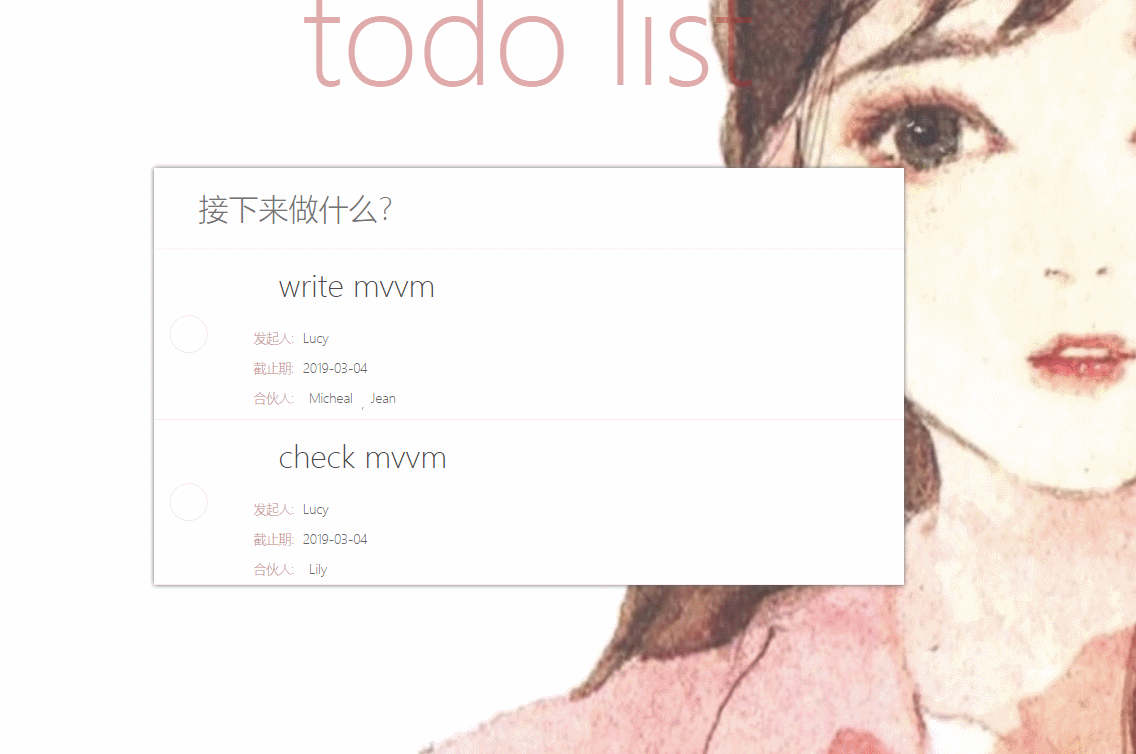 todo list
接下来做什么?
write mvvm
发起人: Lucy
截止期: 2019-03-04
合伙人: Micheal , Jean
check mvvm
发起人: Lucy
截止期: 2019-03-04
合伙人: Lily